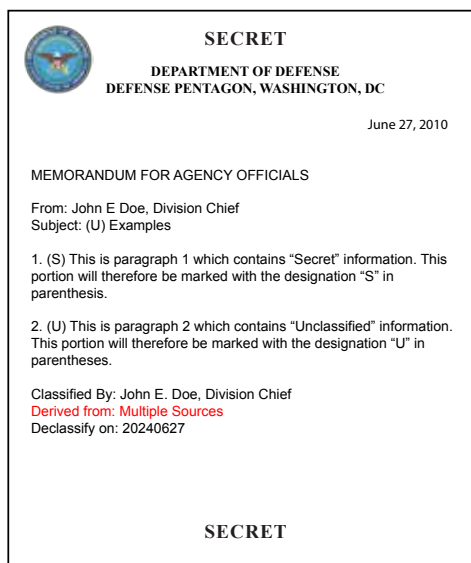 SECRET
DEPARTMENT OF DEFENSE
DEFENSE PENTAGON, WASHINGTON, DC
June 27, 2010
MEMORANDUM FOR AGENCY OFFICIALS
From: John E Doe, Division Chief
Subject: (U) Examples
1. (S) This is paragraph 1 which contains “Secret” information. This
portion will therefore be marked with the designation “S” in
parenthesis.
2. (U) This is paragraph 2 which contains “Unclassified” information.
This portion will therefore be marked with the designation “U” in
parentheses.
Classified By: John E. Doe, Division Chief
Derived from: Multiple Sources
Declassify on: 20240627
SECRET